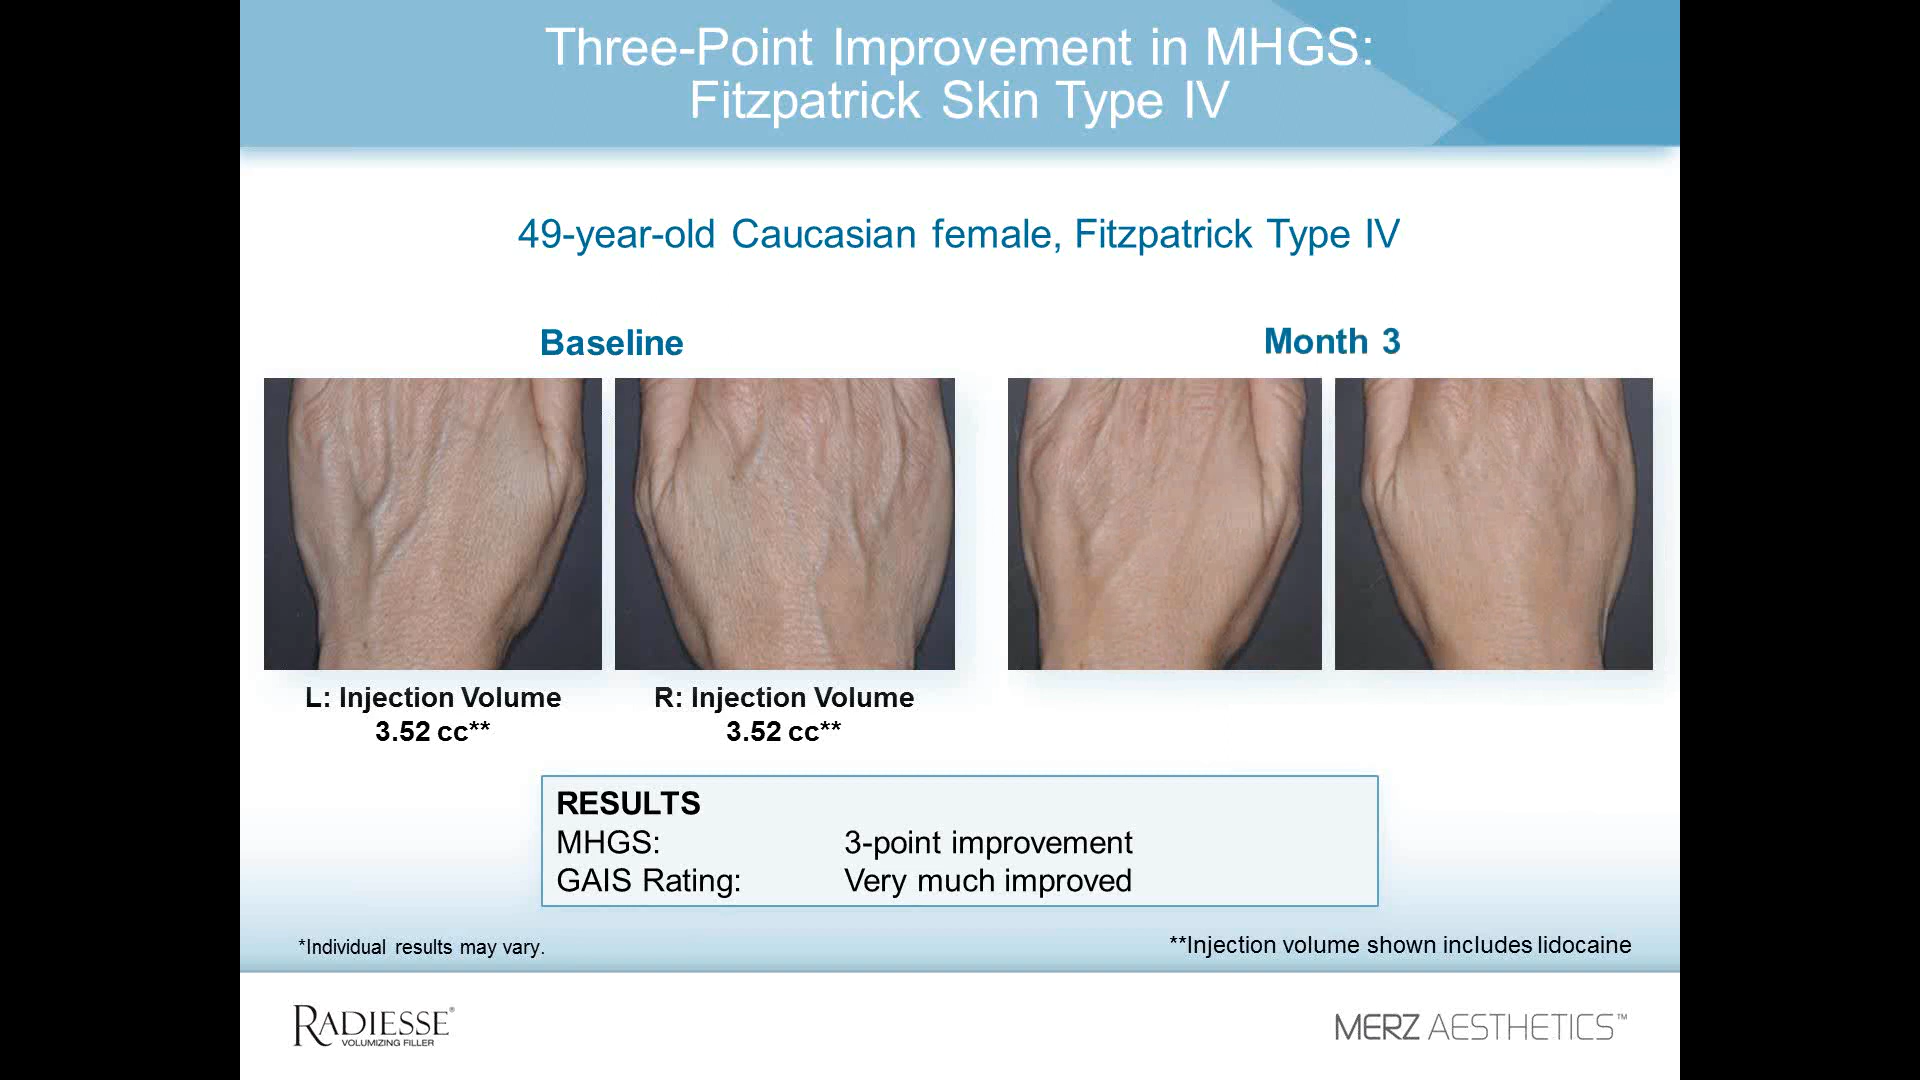 Three-Point Improvement in MHGS:
Fitzpatrick Skin Type IV
49-year-old Caucasian female, Fitzpatrick Type IV
Baseline
Month 3
L: Injection Volume
3.52 cc**
R: Injection Volume
3.52 cc**
RESULTS
MHGS: 3-point improvement
GAIS Rating: Very much improved
*Individual results may vary.
**Injection volume shown includes lidocaine
RADIESSE®
VOLUMIZING FILLER
MERZ AESTHETICS™